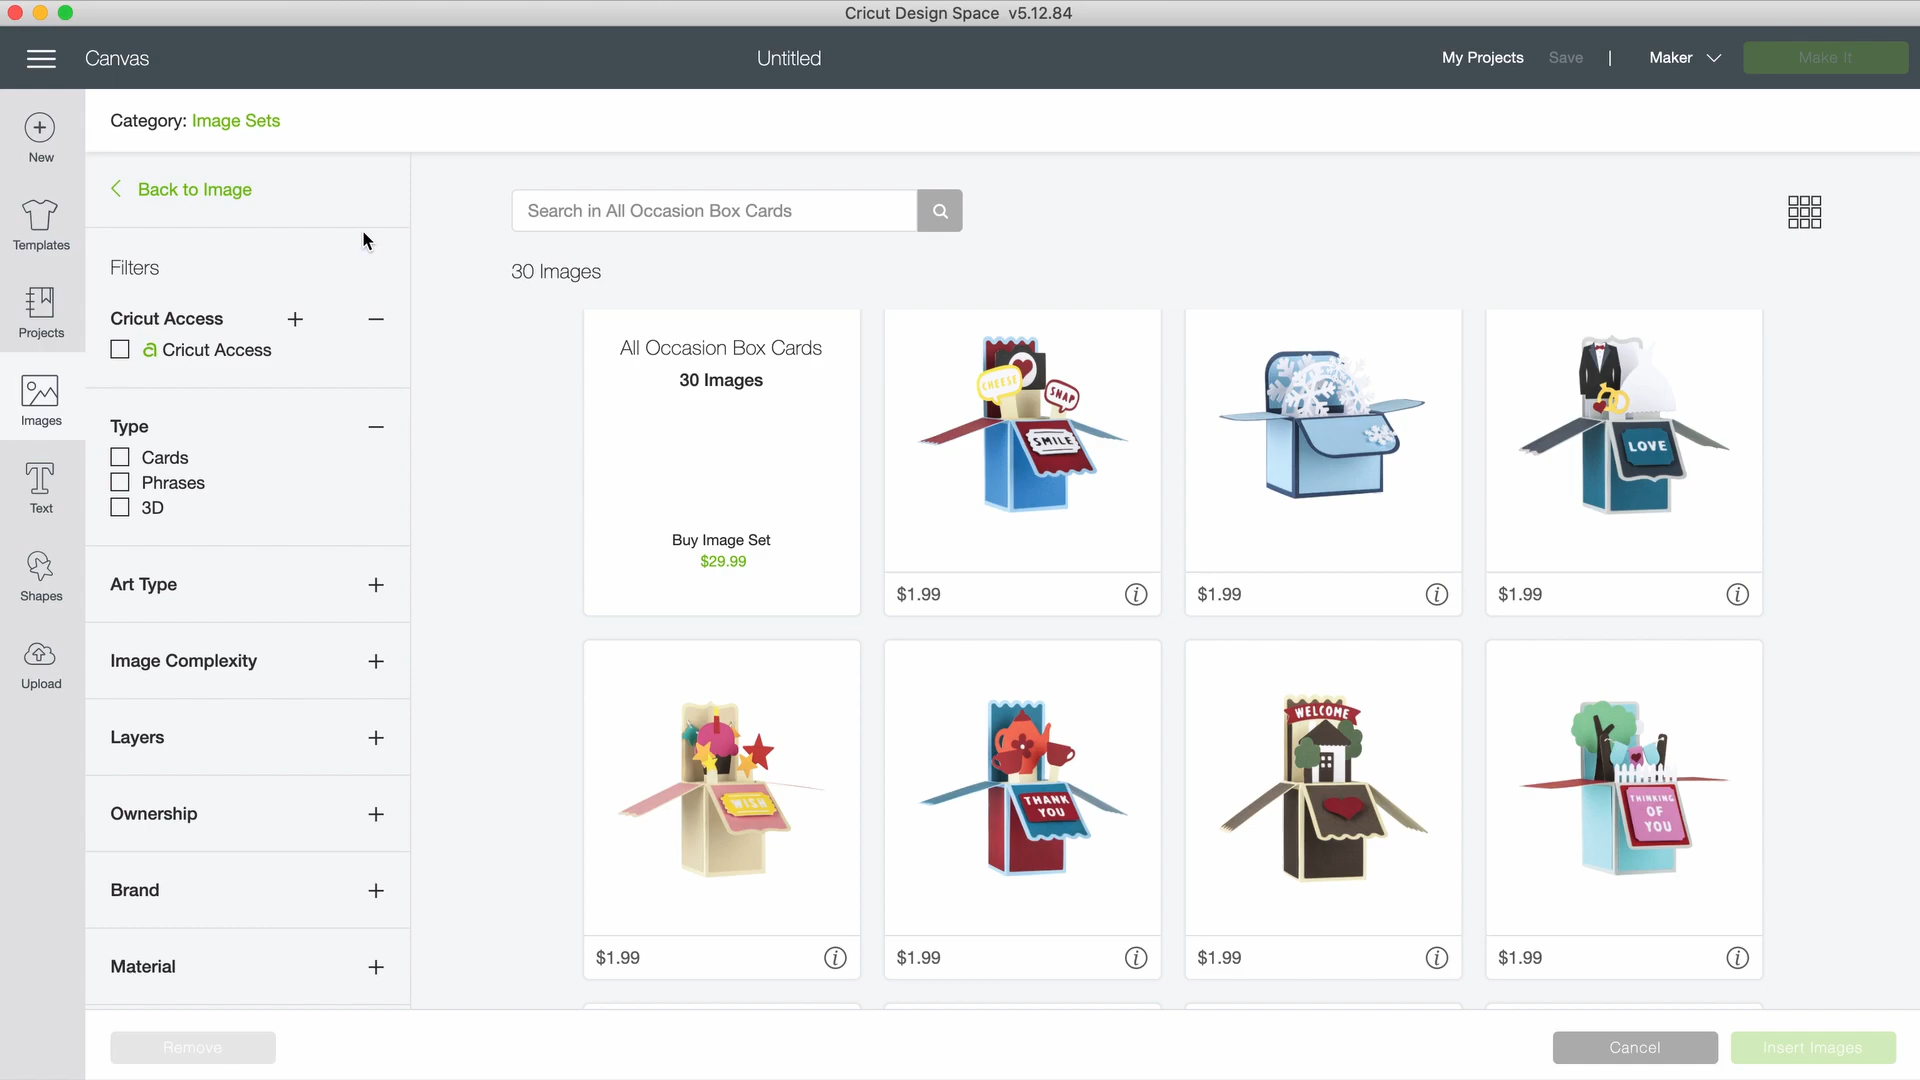 Cricut Design Space v5.12.84
Canvas
Untitled
My Projects
Save
|
Maker
Make It
New
Templates
Projects
Images
Text
Shapes
Upload
Category: Image Sets
Back to Image
Filters
Cricut Access
a Cricut Access
Type
Cards
Phrases
3D
Art Type
Image Complexity
Layers
Ownership
Brand
Material
Search in All Occasion Box Cards
30 Images
All Occasion Box Cards
30 Images
Buy Image Set
$29.99
CHEESE
SNAP
SMILE
$1.99
$1.99
LOVE
$1.99
WISH
$1.99
THANK
YOU
$1.99
WELCOME
$1.99
THINKING
OF
YOU
$1.99
Remove
Cancel
Insert Images